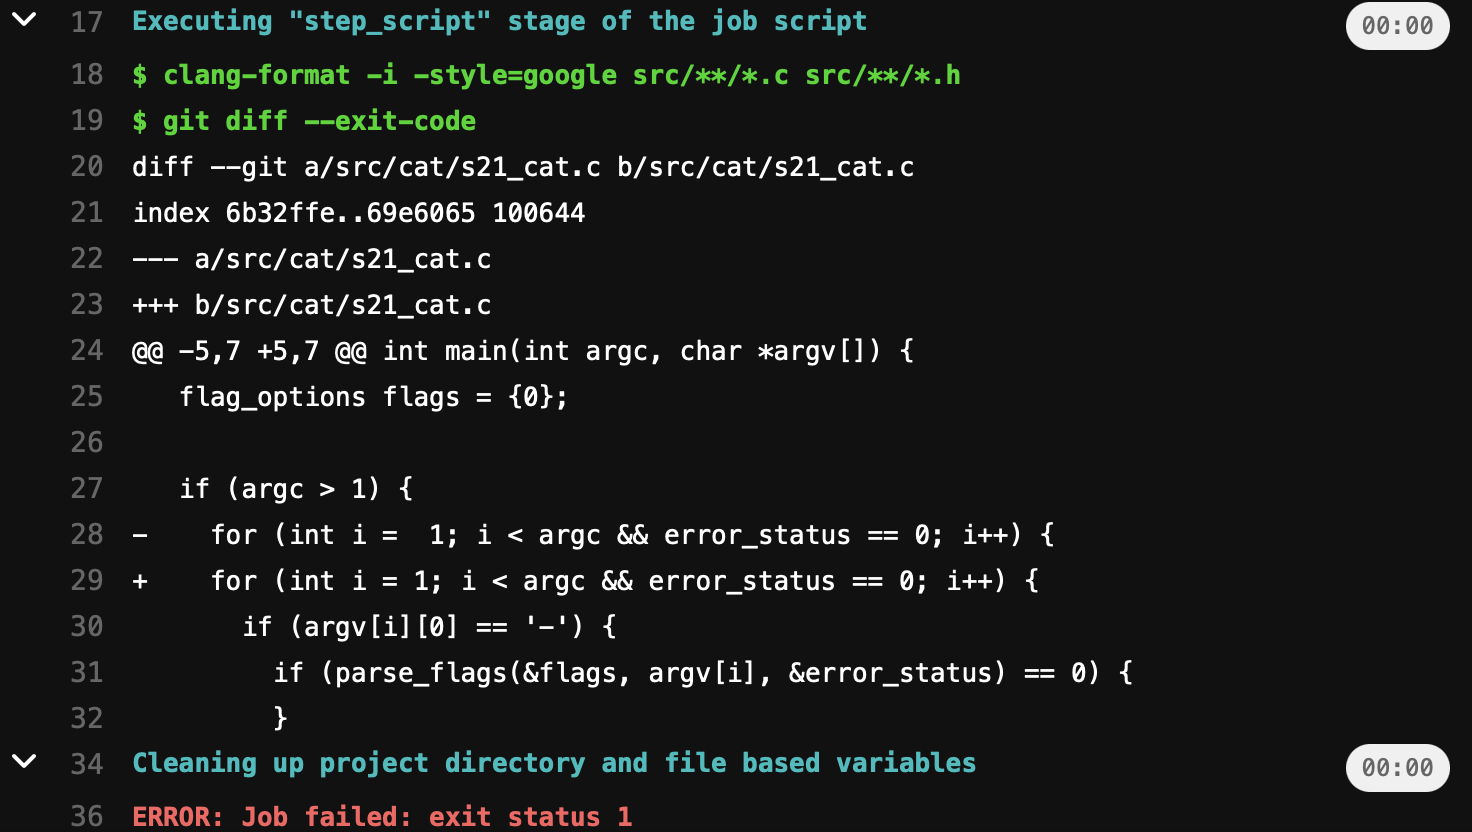 17 Executing "step_script" stage of the job script 00:00
18 $ clang-format -i -style=google src/**/*.c src/**/*.h
19 $ git diff --exit-code
20 diff --git a/src/cat/s21_cat.c b/src/cat/s21_cat.c
21 index 6b32ffe..69e6065 100644
22 --- a/src/cat/s21_cat.c
23 +++ b/src/cat/s21_cat.c
24 @@ -5,7 +5,7 @@ int main(int argc, char *argv[]) {
25    flag_options flags = {0};
26
27    if (argc > 1) {
28 -    for (int i =  1; i < argc && error_status == 0; i++) {
29 +    for (int i = 1; i < argc && error_status == 0; i++) {
30        if (argv[i][0] == '-') {
31          if (parse_flags(&flags, argv[i], &error_status) == 0) {
32          }
34 Cleaning up project directory and file based variables 00:00
36 ERROR: Job failed: exit status 1